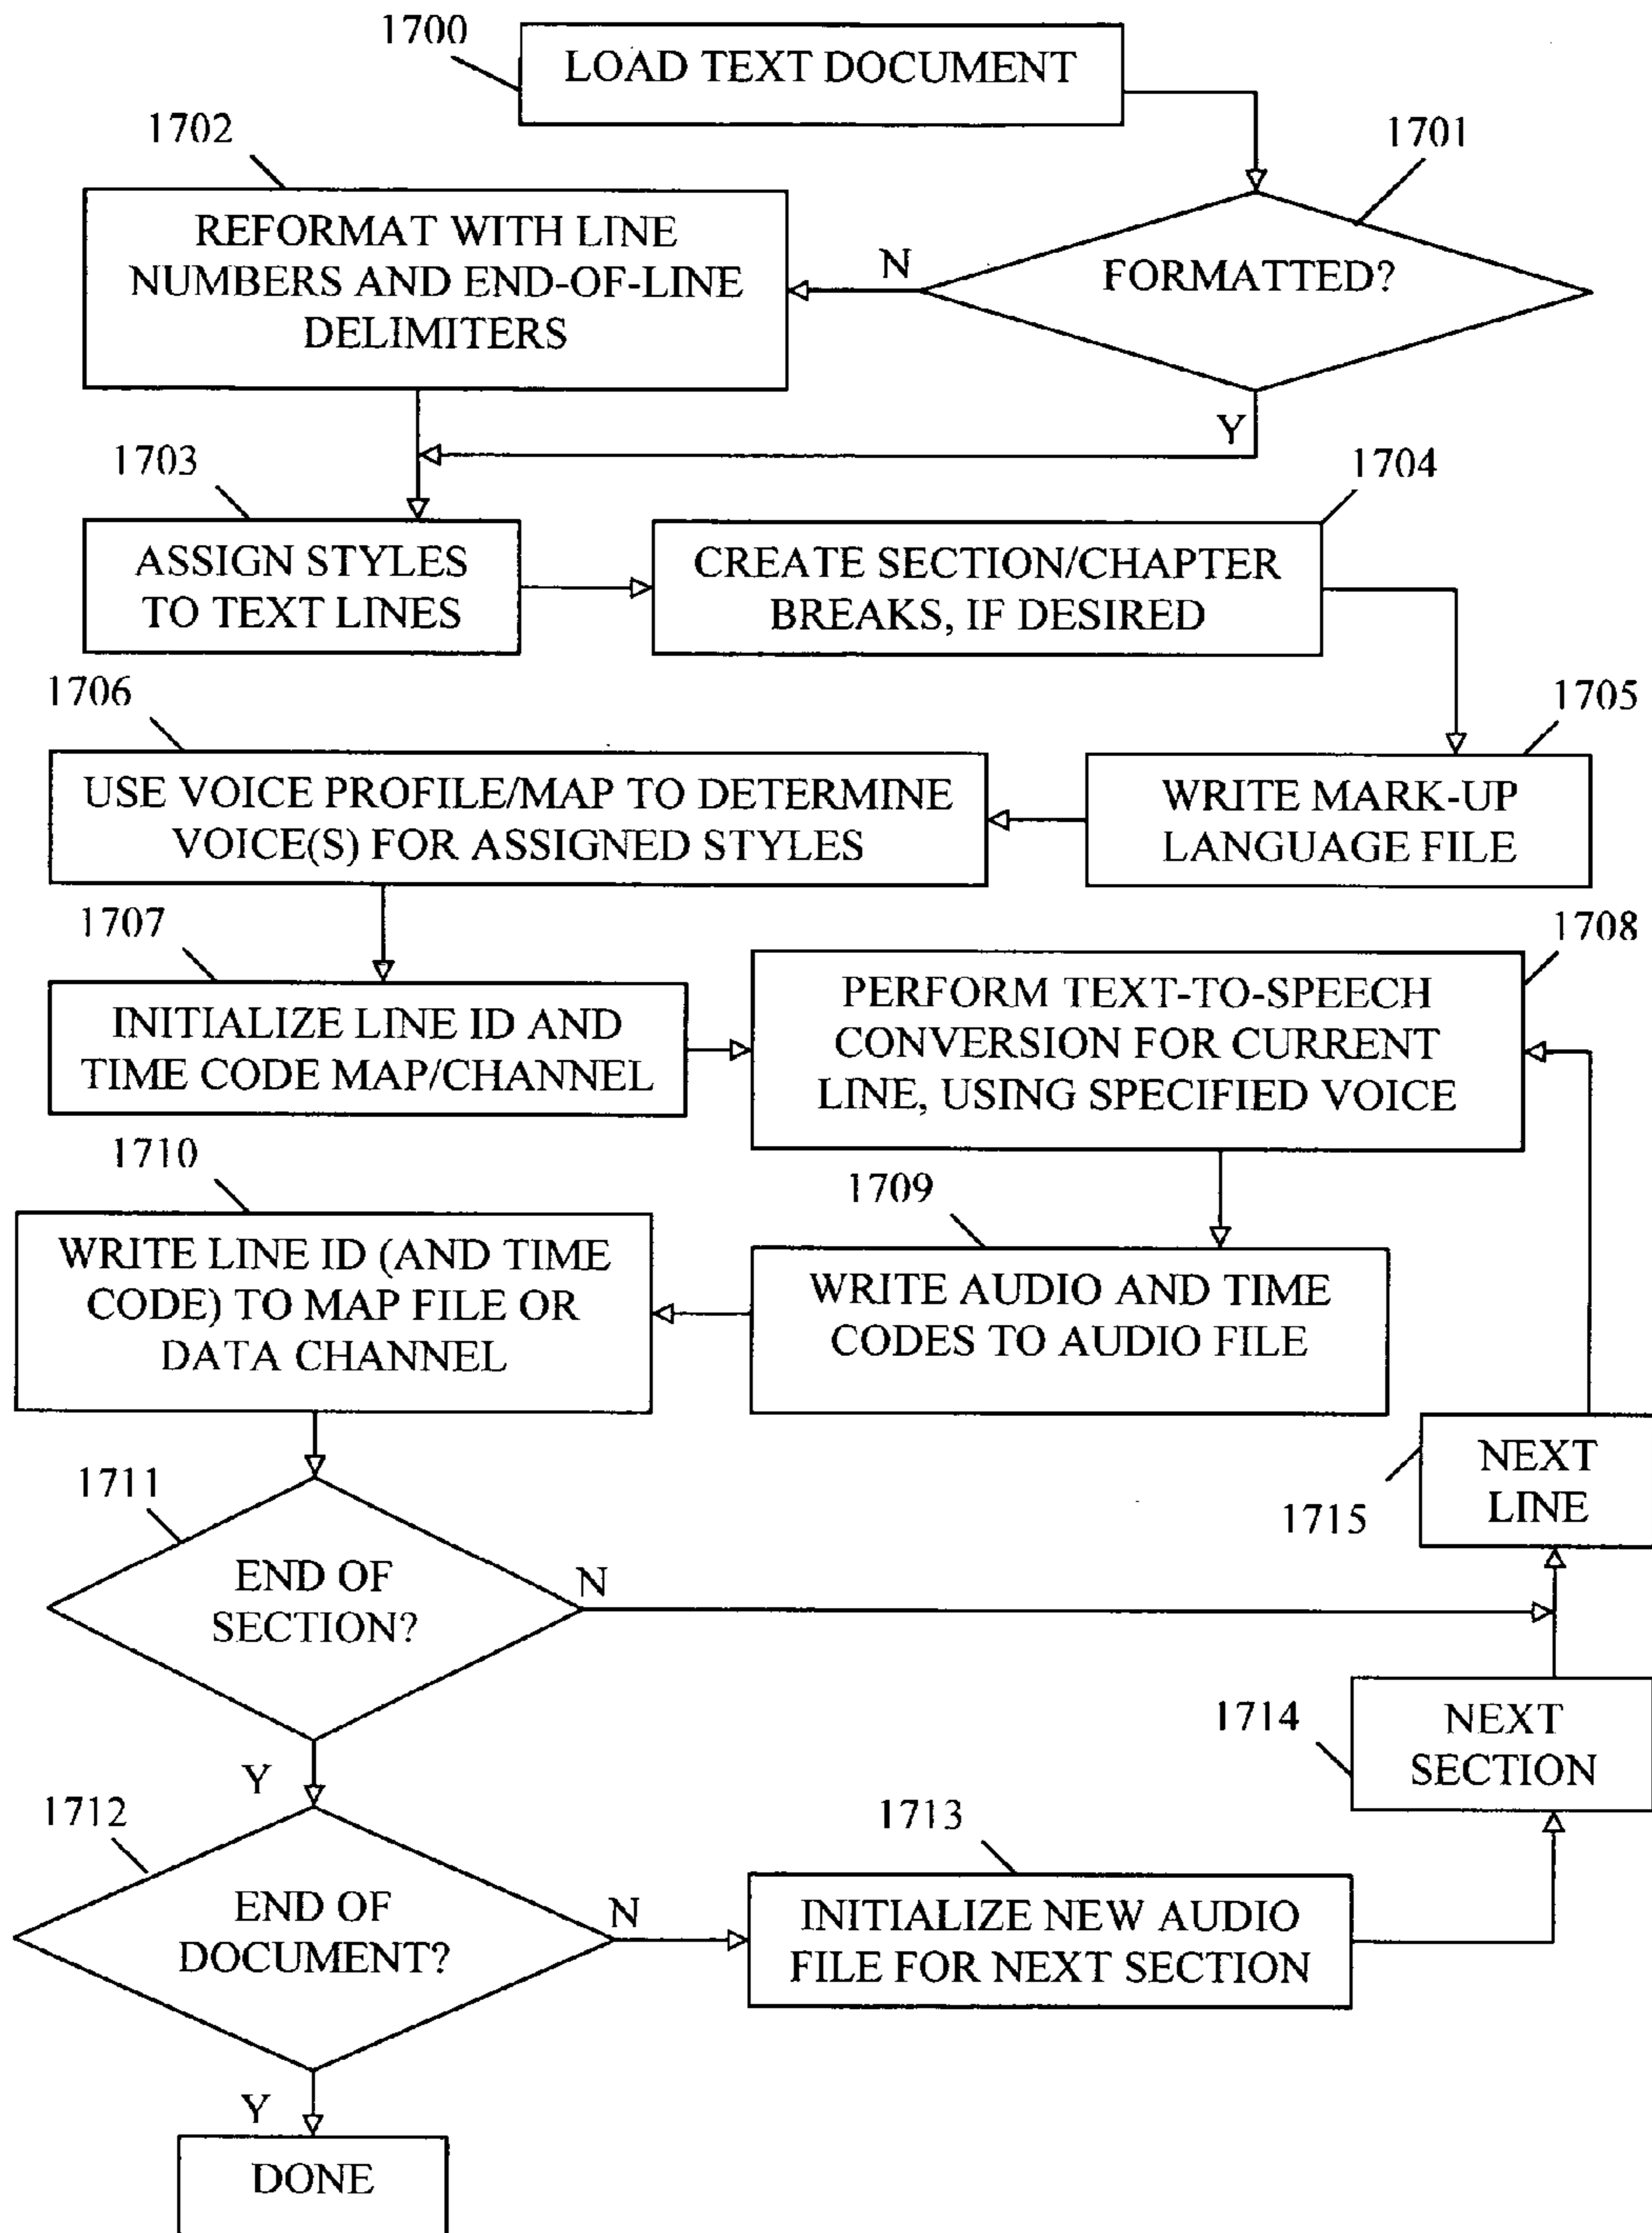 1700
LOAD TEXT DOCUMENT
1701
FORMATTED?
N
Y
1702
REFORMAT WITH LINE
NUMBERS AND END-OF-LINE
DELIMITERS
1703
ASSIGN STYLES
TO TEXT LINES
1704
CREATE SECTION/CHAPTER
BREAKS, IF DESIRED
1705
WRITE MARK-UP
LANGUAGE FILE
1706
USE VOICE PROFILE/MAP TO DETERMINE
VOICE(S) FOR ASSIGNED STYLES
1707
INITIALIZE LINE ID AND
TIME CODE MAP/CHANNEL
1708
PERFORM TEXT-TO-SPEECH
CONVERSION FOR CURRENT
LINE, USING SPECIFIED VOICE
1709
WRITE AUDIO AND TIME
CODES TO AUDIO FILE
1710
WRITE LINE ID (AND TIME
CODE) TO MAP FILE OR
DATA CHANNEL
1711
END OF
SECTION?
N
Y
1712
END OF
DOCUMENT?
N
Y
1713
INITIALIZE NEW AUDIO
FILE FOR NEXT SECTION
1714
NEXT
SECTION
1715
NEXT
LINE
DONE